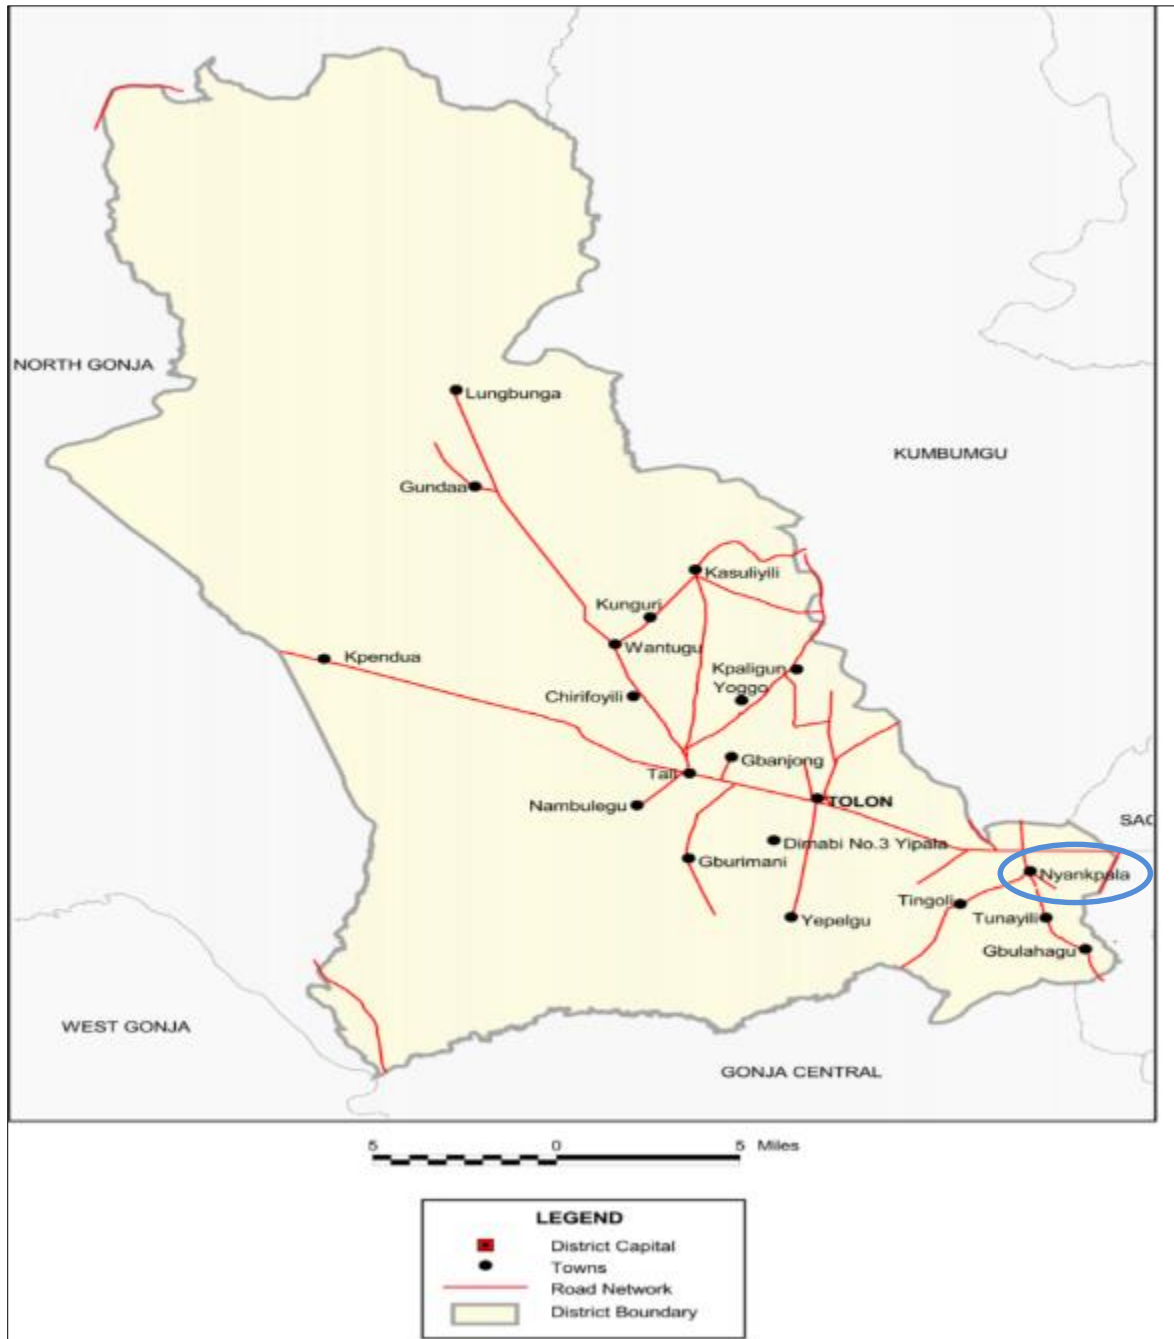 NORTH GONJA
Lungbunga
KUMBUMGU
Gundaa
Kasuliyili
Kunguri
Wantugu
Kpendua
Kpaligun
Yoggo
Chirifoyili
Gbanjong
Tali
Nambulegu
TOLON
SAG
Dimabi No.3 Yipala
Gburimani
Nyankpala
Tingoli
Tunayili
Yepelgu
Gbulahagu
WEST GONJA
GONJA CENTRAL
5 0 5 Miles
LEGEND
District Capital
Towns
Road Network
District Boundary